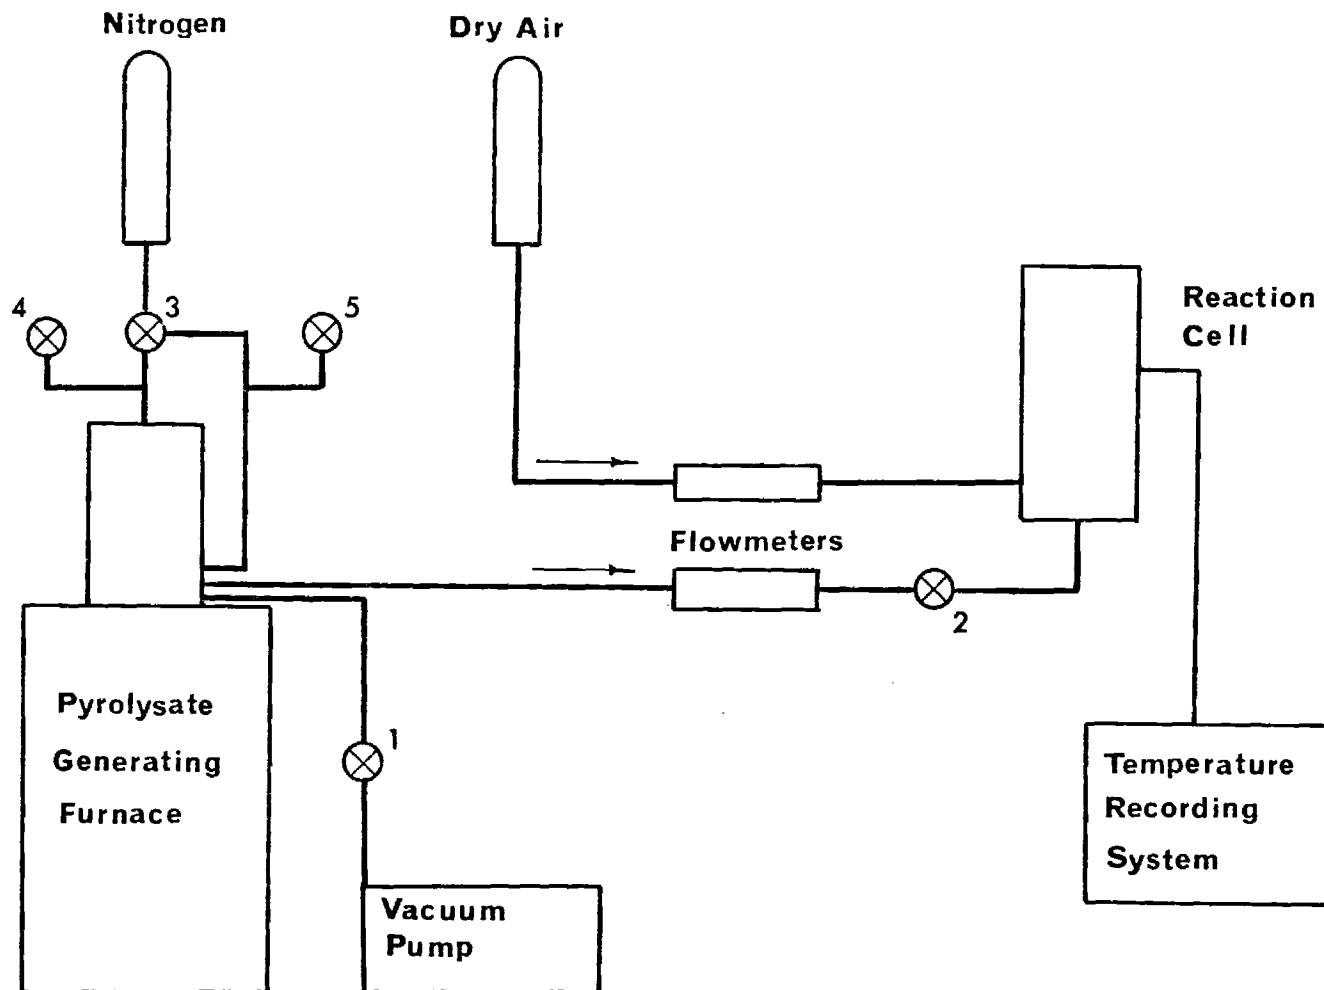 Nitrogen
Dry Air
4
3
5
Reaction
Cell
Flowmeters
2
Pyrolysate
Generating
Furnace
1
Temperature
Recording
System
Vacuum
Pump